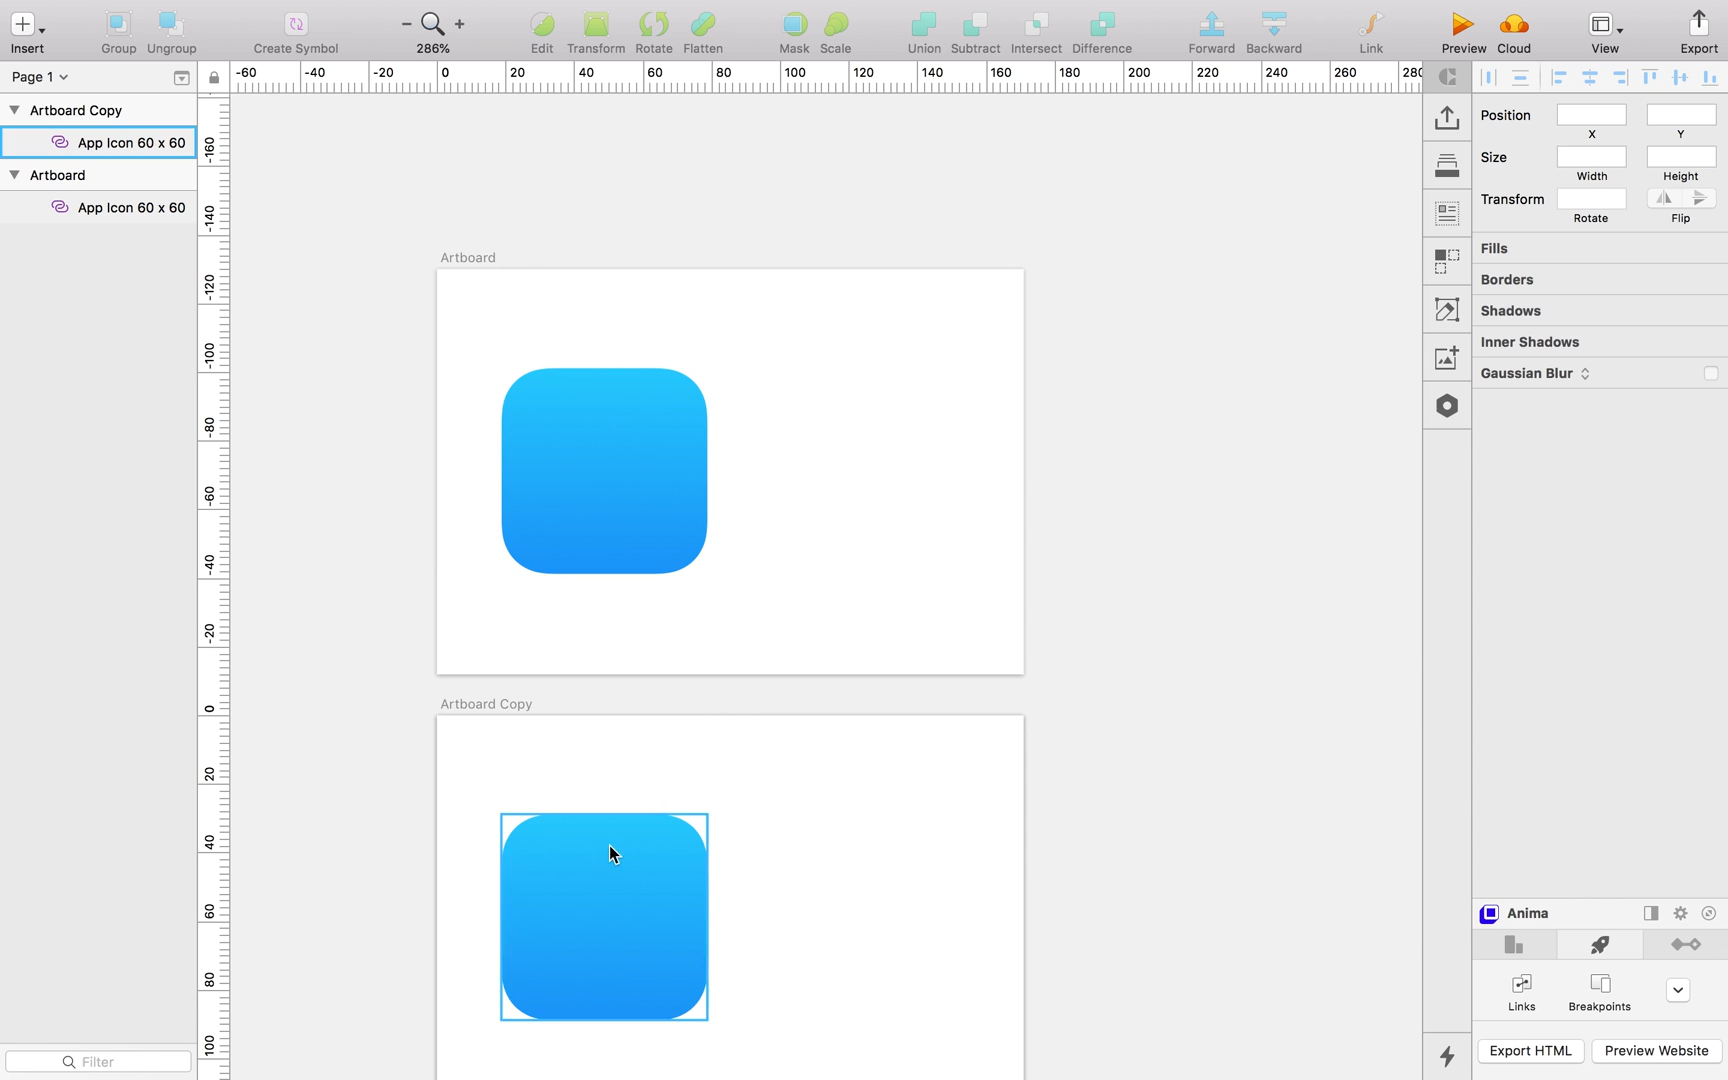 Insert
Group
Ungroup
Create Symbol
286%
Edit
Transform
Rotate
Flatten
Mask
Scale
Union
Subtract
Intersect
Difference
Forward
Backward
Link
Preview
Cloud
View
Export
Page 1
-60 -40 -20 0 20 40 60 80 100 120 140 160 180 200 220 240 260 280
Artboard Copy
App Icon 60 x 60
Artboard
App Icon 60 x 60
Filter
-160
-140
-120
-100
-80
-60
-40
-20
0
20
40
60
80
100
Artboard
Artboard Copy
Position
X
Y
Size
Width
Height
Transform
Rotate
Flip
Fills
Borders
Shadows
Inner Shadows
Gaussian Blur
Anima
Links
Breakpoints
Export HTML
Preview Website